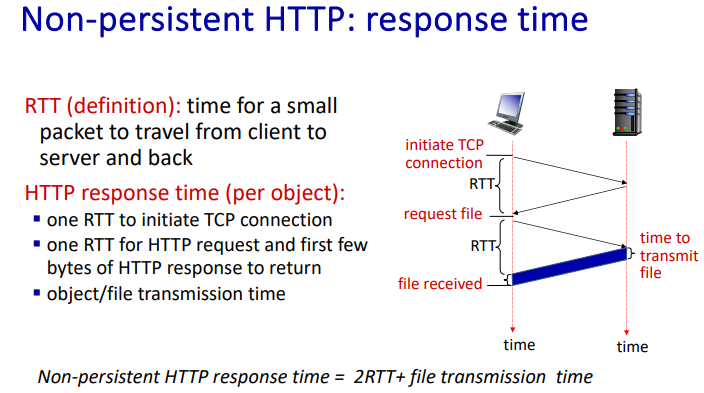 Non-persistent HTTP: response time
RTT (definition): time for a small
packet to travel from client to
server and back
HTTP response time (per object):
▪ one RTT to initiate TCP connection
▪ one RTT for HTTP request and first few
bytes of HTTP response to return
▪ object/file transmission time
initiate TCP
connection
RTT
request file
RTT
file received
time to
transmit
file
time
time
Non-persistent HTTP response time = 2RTT+ file transmission time